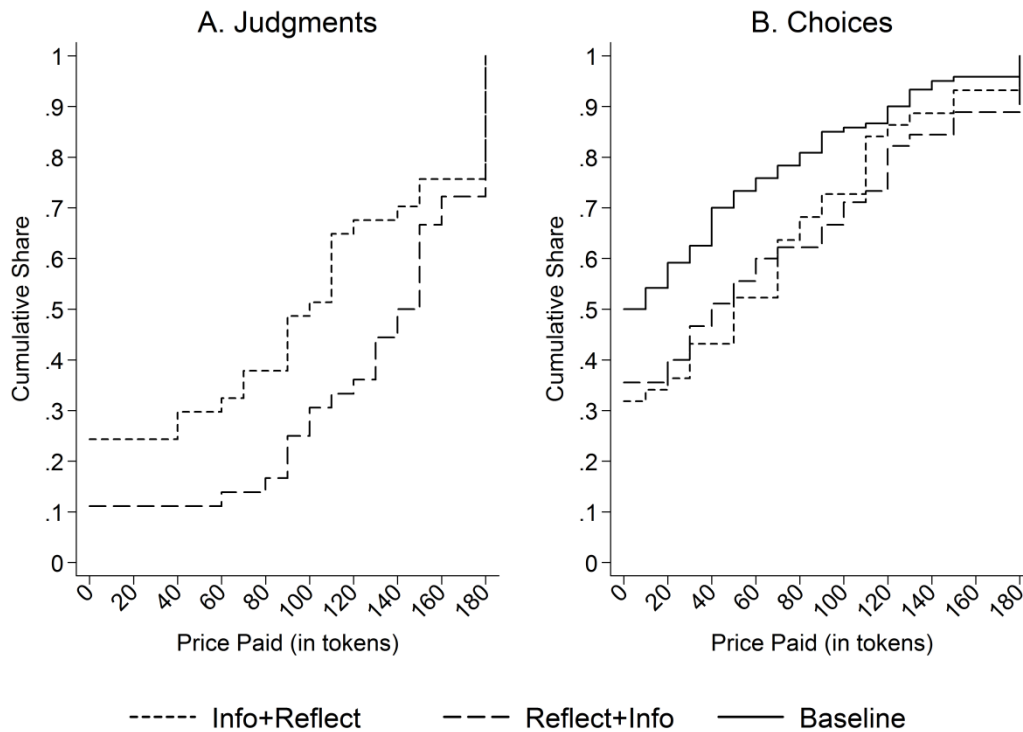 A. Judgments
1
.9
.8
.7
.6
.5
.4
.3
.2
.1
0
Cumulative Share
0 20 40 60 80 100 120 140 160 180
Price Paid (in tokens)
B. Choices
1
.9
.8
.7
.6
.5
.4
.3
.2
.1
0
Cumulative Share
0 20 40 60 80 100 120 140 160 180
Price Paid (in tokens)
Info+Reflect Reflect+Info Baseline